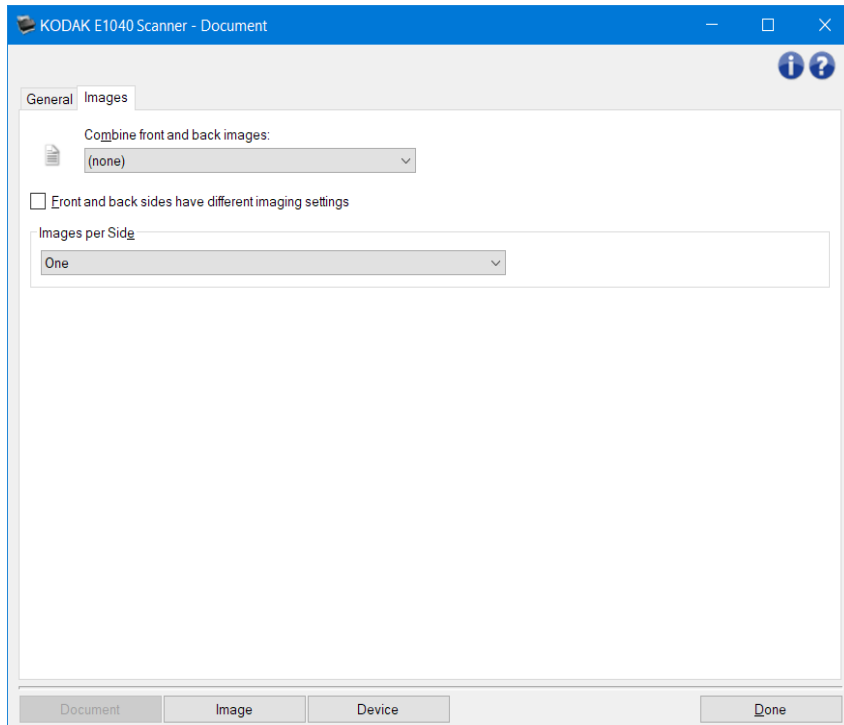 KODAK E1040 Scanner - Document
General Images
Combine front and back images:
(none)
Front and back sides have different imaging settings
Images per Side
One
Document Image Device Done